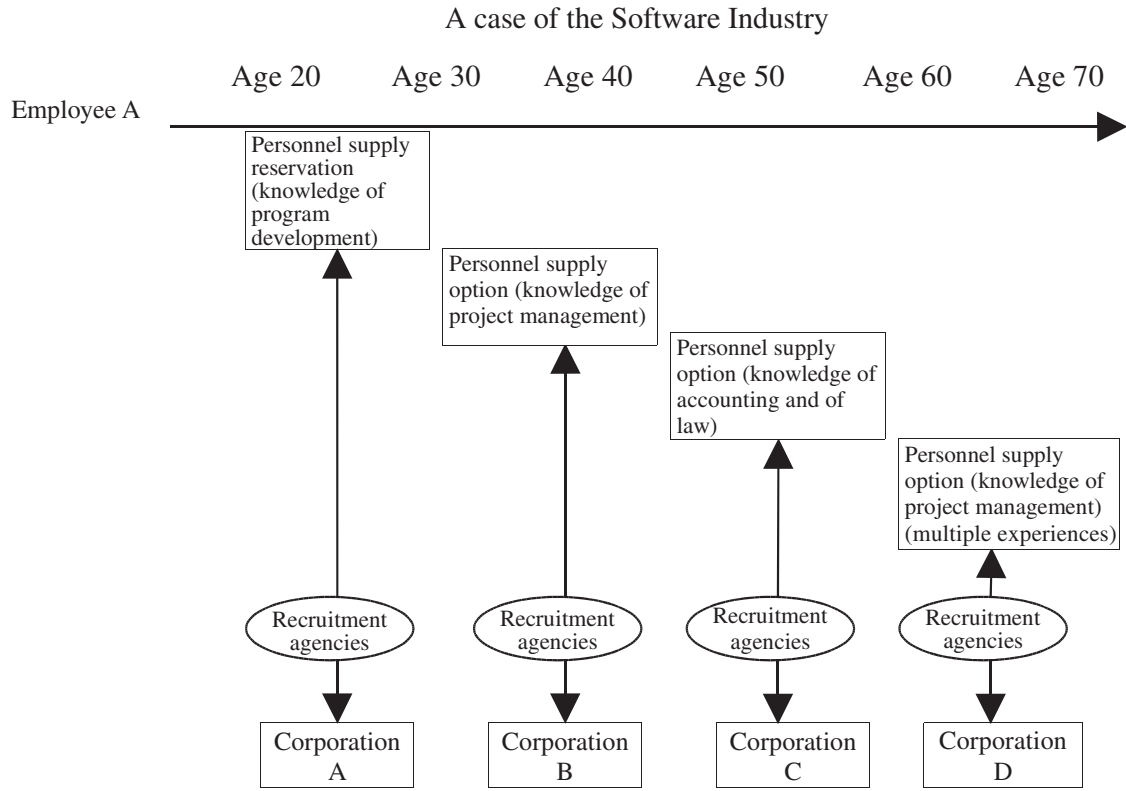 A case of the Software Industry
Age 20 Age 30 Age 40 Age 50 Age 60 Age 70
Employee A
Personnel supply
reservation
(knowledge of
program
development)
Personnel supply
option (knowledge of
project management)
Personnel supply
option (knowledge of
accounting and of
law)
Personnel supply
option (knowledge of
project management)
(multiple experiences)
Recruitment
agencies
Recruitment
agencies
Recruitment
agencies
Recruitment
agencies
Corporation
A
Corporation
B
Corporation
C
Corporation
D